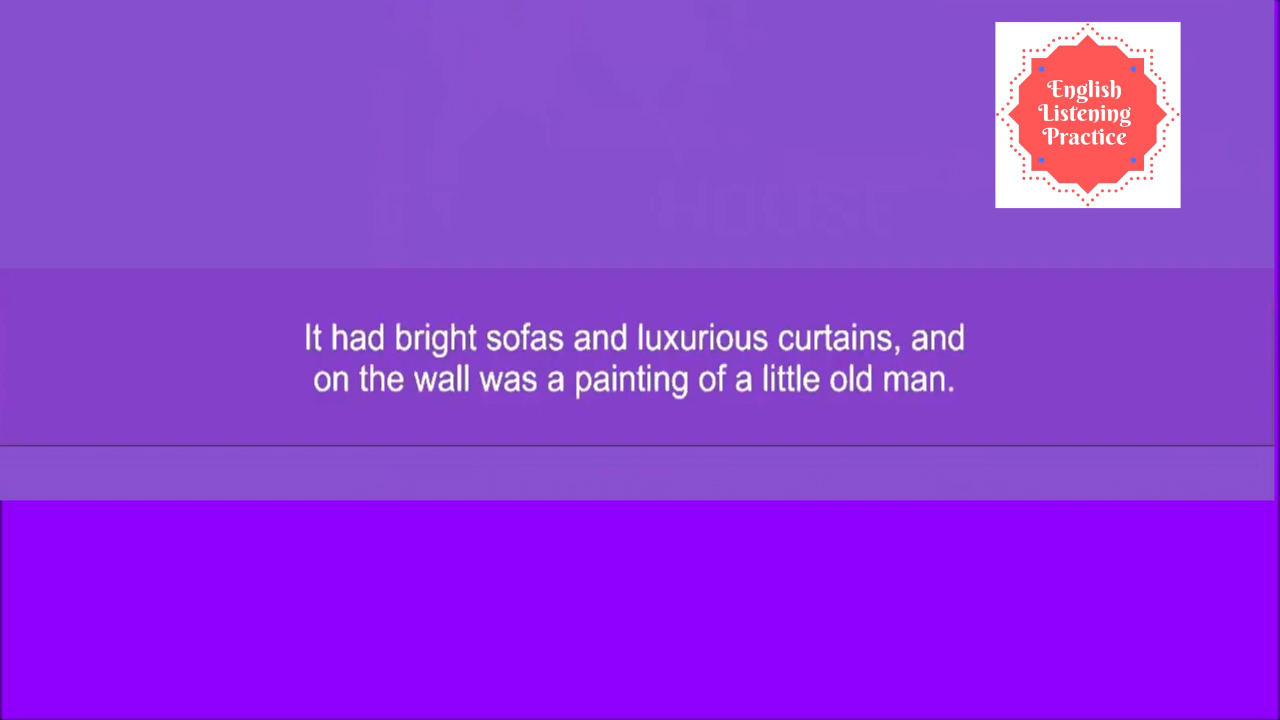 English
Listening
Practice
HOUSE
It had bright sofas and luxurious curtains, and
on the wall was a painting of a little old man.